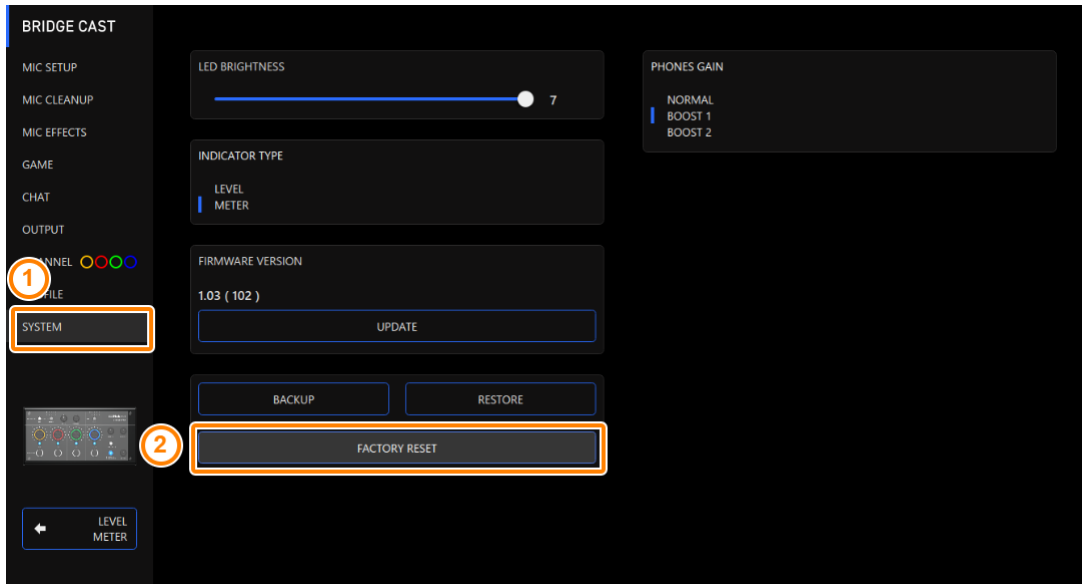 BRIDGE CAST
MIC SETUP
MIC CLEANUP
MIC EFFECTS
GAME
CHAT
OUTPUT
NNEL
1
FILE
SYSTEM
LEVEL
METER
LED BRIGHTNESS
7
INDICATOR TYPE
LEVEL
METER
FIRMWARE VERSION
1.03 ( 102 )
UPDATE
BACKUP
RESTORE
2
FACTORY RESET
PHONES GAIN
NORMAL
BOOST 1
BOOST 2